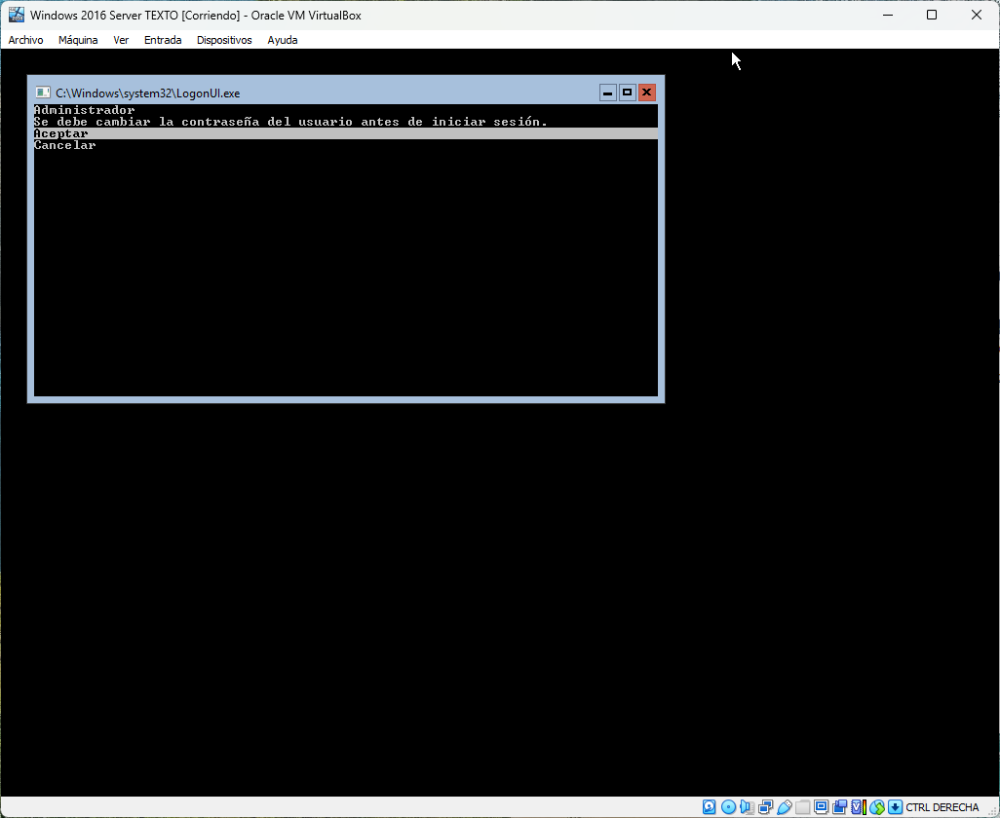 Windows 2016 Server TEXTO [Corriendo] - Oracle VM VirtualBox
Archivo Máquina Ver Entrada Dispositivos Ayuda
C:\Windows\system32\LogonUI.exe
Administrador
Se debe cambiar la contraseña del usuario antes de iniciar sesión.
Aceptar
Cancelar
CTRL DERECHA